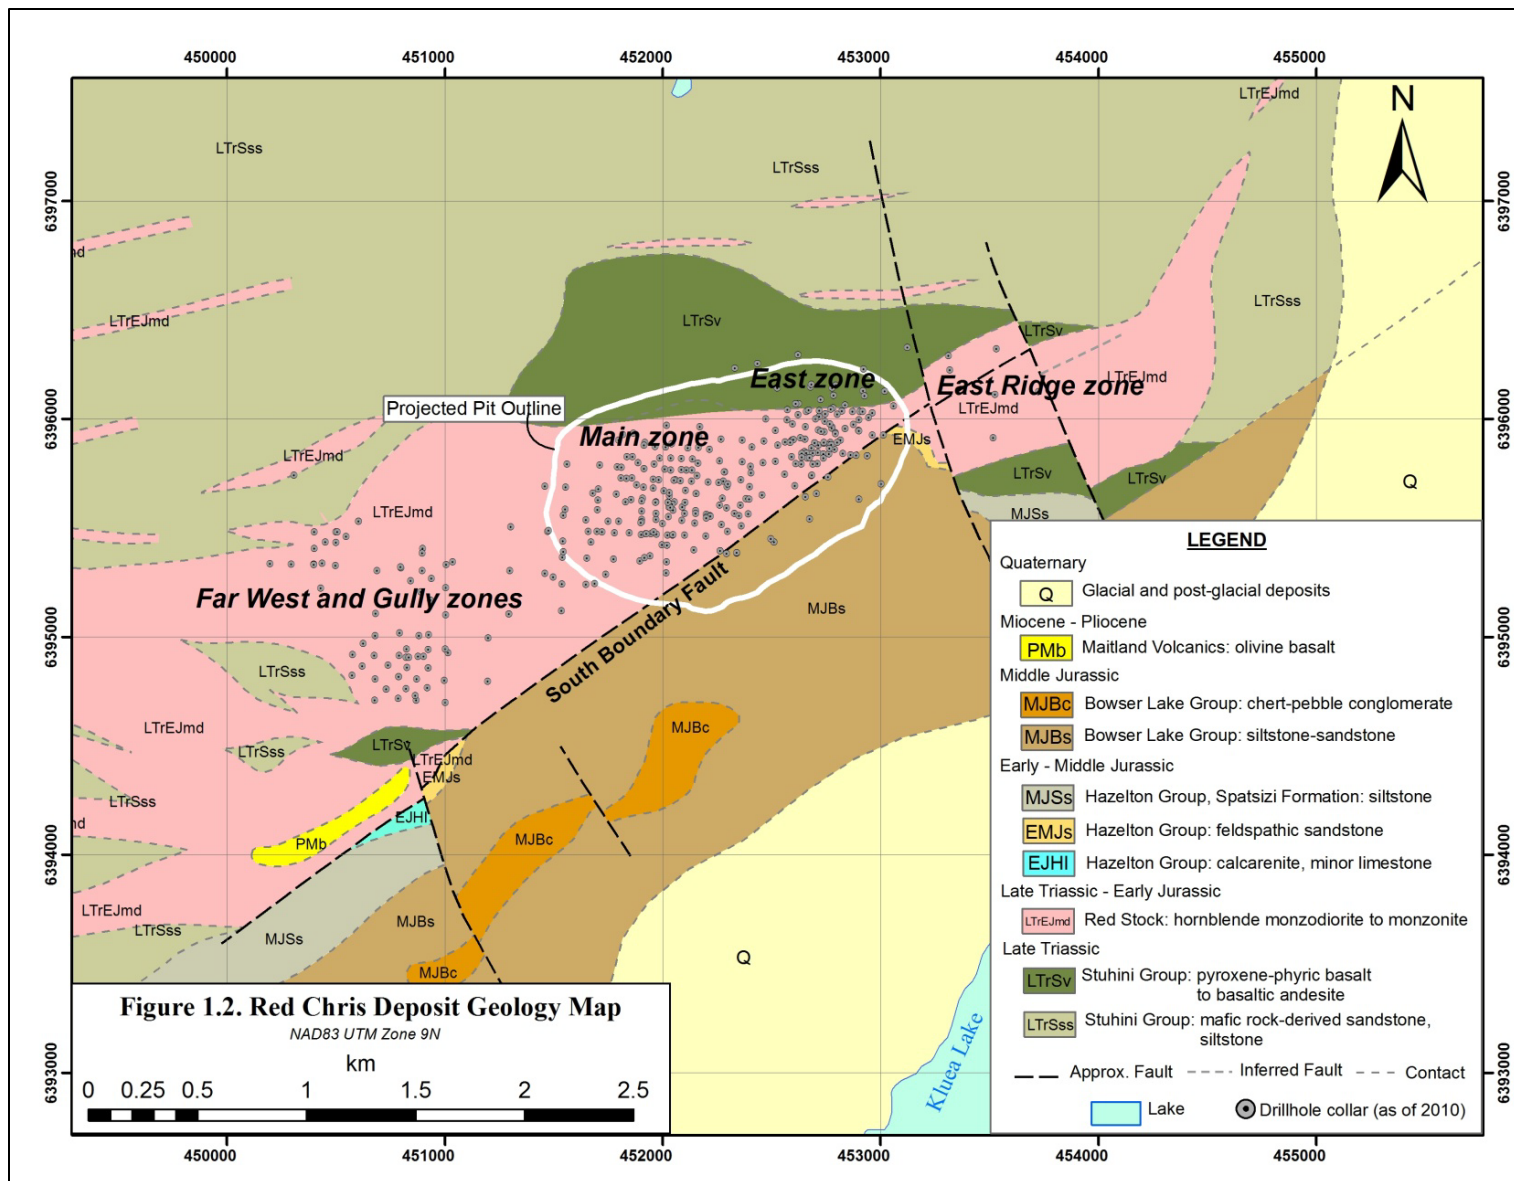 450000 451000 452000 453000 454000 455000
LTrEJmd
N
LTrSss
LTrSss
6397000
6397000
nd
LTrSss
LTrEJmd
LTrSv
LTrSv
East zone
LTrEJmd
East Ridge zone
Projected Pit Outline
LTrEJmd
6396000
6396000
Main zone
EMJs
LTrEJmd
LTrSv
LTrSv
Q
LTrEJmd
MJSs
Far West and Gully zones
South Boundary Fault
MJBs
6395000
6395000
LTrSss
LTrEJmd
MJBc
LTrSv
LTrSss
LTrEJmd
EMJs
LTrSss
EJHI
nd
MJBc
PMb
6394000
6394000
LTrEJmd
LTrSss
MJBs
MJSs
Q
MJBc
Kluea Lake
6393000
6393000
LEGEND
Quaternary
Q Glacial and post-glacial deposits
Miocene - Pliocene
PMb Maitland Volcanics: olivine basalt
Middle Jurassic
MJBc Bowser Lake Group: chert-pebble conglomerate
MJBs Bowser Lake Group: siltstone-sandstone
Early - Middle Jurassic
MJSs Hazelton Group, Spatsizi Formation: siltstone
EMJs Hazelton Group: feldspathic sandstone
EJHI Hazelton Group: calcarenite, minor limestone
Late Triassic - Early Jurassic
LTrEJmd Red Stock: hornblende monzodiorite to monzonite
Late Triassic
LTrSv Stuhini Group: pyroxene-phyric basalt
to basaltic andesite
LTrSss Stuhini Group: mafic rock-derived sandstone,
siltstone
Approx. Fault Inferred Fault Contact
Lake Drillhole collar (as of 2010)
Figure 1.2. Red Chris Deposit Geology Map
NAD83 UTM Zone 9N
km
0 0.25 0.5 1 1.5 2 2.5
450000 451000 452000 453000 454000 455000